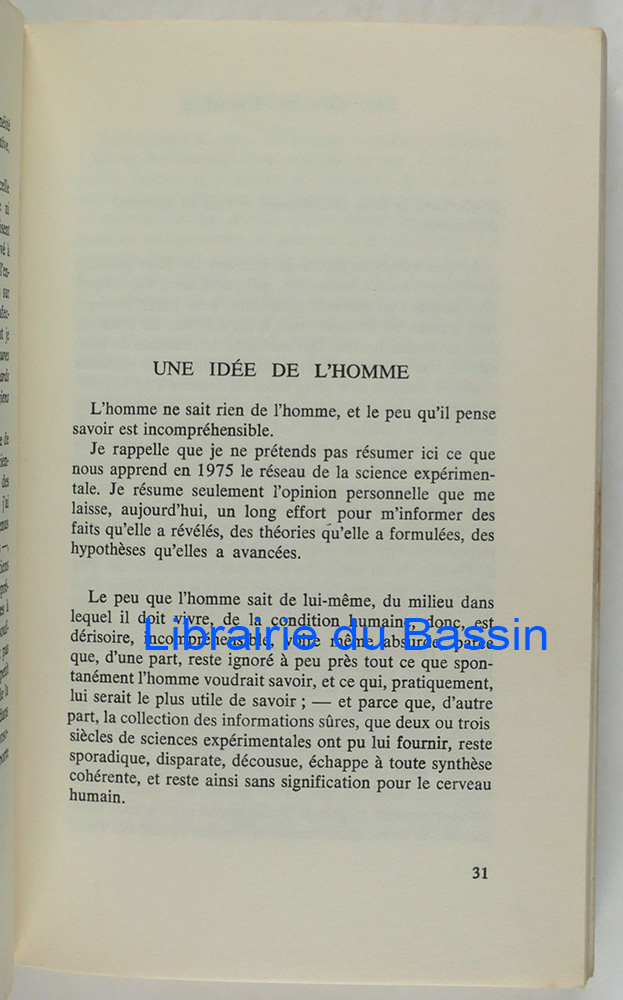 UNE IDÉE DE L'HOMME
L'homme ne sait rien de l'homme, et le peu qu'il pense
savoir est incompréhensible.
Je rappelle que je ne prétends pas résumer ici ce que
nous apprend en 1975 le réseau de la science expérimen-
tale. Je résume seulement l'opinion personnelle que me
laisse, aujourd'hui, un long effort pour m'informer des
faits qu'elle a révélés, des théories qu'elle a formulées, des
hypothèses qu'elles a avancées.
Le peu que l'homme sait de lui-même, du milieu dans
lequel il doit vivre, de la condition humaine, donc, est
dérisoire, incompréhensible, voire même absurde, parce
que, d'une part, reste ignoré à peu près tout ce que spon-
tanément l'homme voudrait savoir, et ce qui, pratiquement,
lui serait le plus utile de savoir ; — et parce que, d'autre
part, la collection des informations sûres, que deux ou trois
siècles de sciences expérimentales ont pu lui fournir, reste
sporadique, disparate, décousue, échappe à toute synthèse
cohérente, et reste ainsi sans signification pour le cerveau
humain.
31
Librairie du Bassin